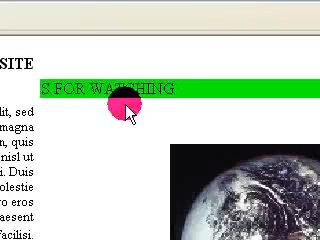 SITE
S FOR WATCHING
lit, sed
magna
n, quis
nisl ut
i. Duis
olestie
ro eros
aesent
facilisi.